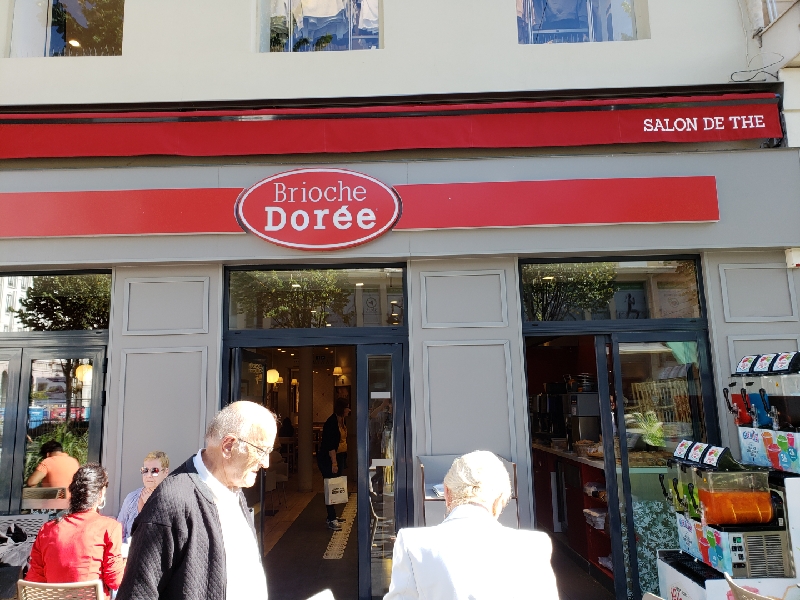 SALON DE THE
Brioche
Dorée